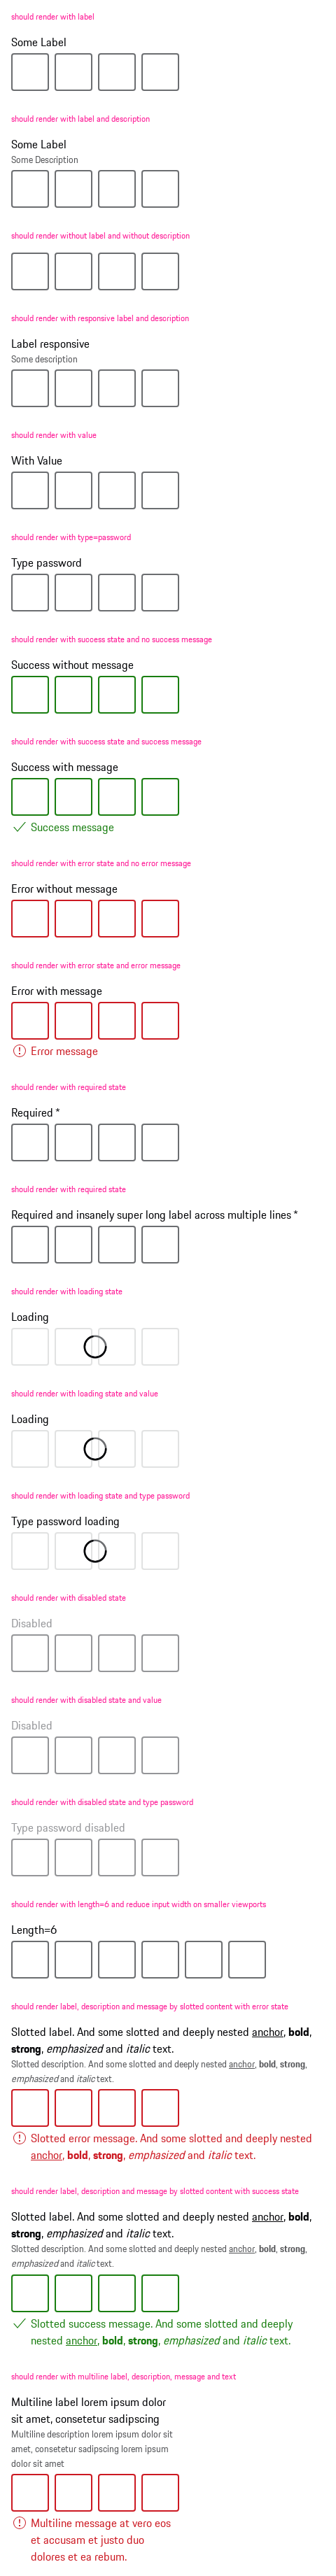 should render with label
Some Label
should render with label and description
Some Label
Some Description
should render without label and without description
should render with responsive label and description
Label responsive
Some description
should render with value
With Value
should render with type=password
Type password
should render with success state and no success message
Success without message
should render with success state and success message
Success with message
Success message
should render with error state and no error message
Error without message
should render with error state and error message
Error with message
Error message
should render with required state
Required *
should render with required state
Required and insanely super long label across multiple lines *
should render with loading state
Loading
should render with loading state and value
Loading
should render with loading state and type password
Type password loading
should render with disabled state
Disabled
should render with disabled state and value
Disabled
should render with disabled state and type password
Type password disabled
should render with length=6 and reduce input width on smaller viewports
Length=6
should render label, description and message by slotted content with error state
Slotted label. And some slotted and deeply nested anchor, bold,
strong, emphasized and italic text.
Slotted description. And some slotted and deeply nested anchor, bold, strong,
emphasized and italic text.
Slotted error message. And some slotted and deeply nested
anchor, bold, strong, emphasized and italic text.
should render label, description and message by slotted content with success state
Slotted label. And some slotted and deeply nested anchor, bold,
strong, emphasized and italic text.
Slotted description. And some slotted and deeply nested anchor, bold, strong,
emphasized and italic text.
Slotted success message. And some slotted and deeply
nested anchor, bold, strong, emphasized and italic text.
should render with multiline label, description, message and text
Multiline label lorem ipsum dolor
sit amet, consetetur sadipscing
Multiline description lorem ipsum dolor sit
amet, consetetur sadipscing lorem ipsum
dolor sit amet
Multiline message at vero eos
et accusam et justo duo
dolores et ea rebum.